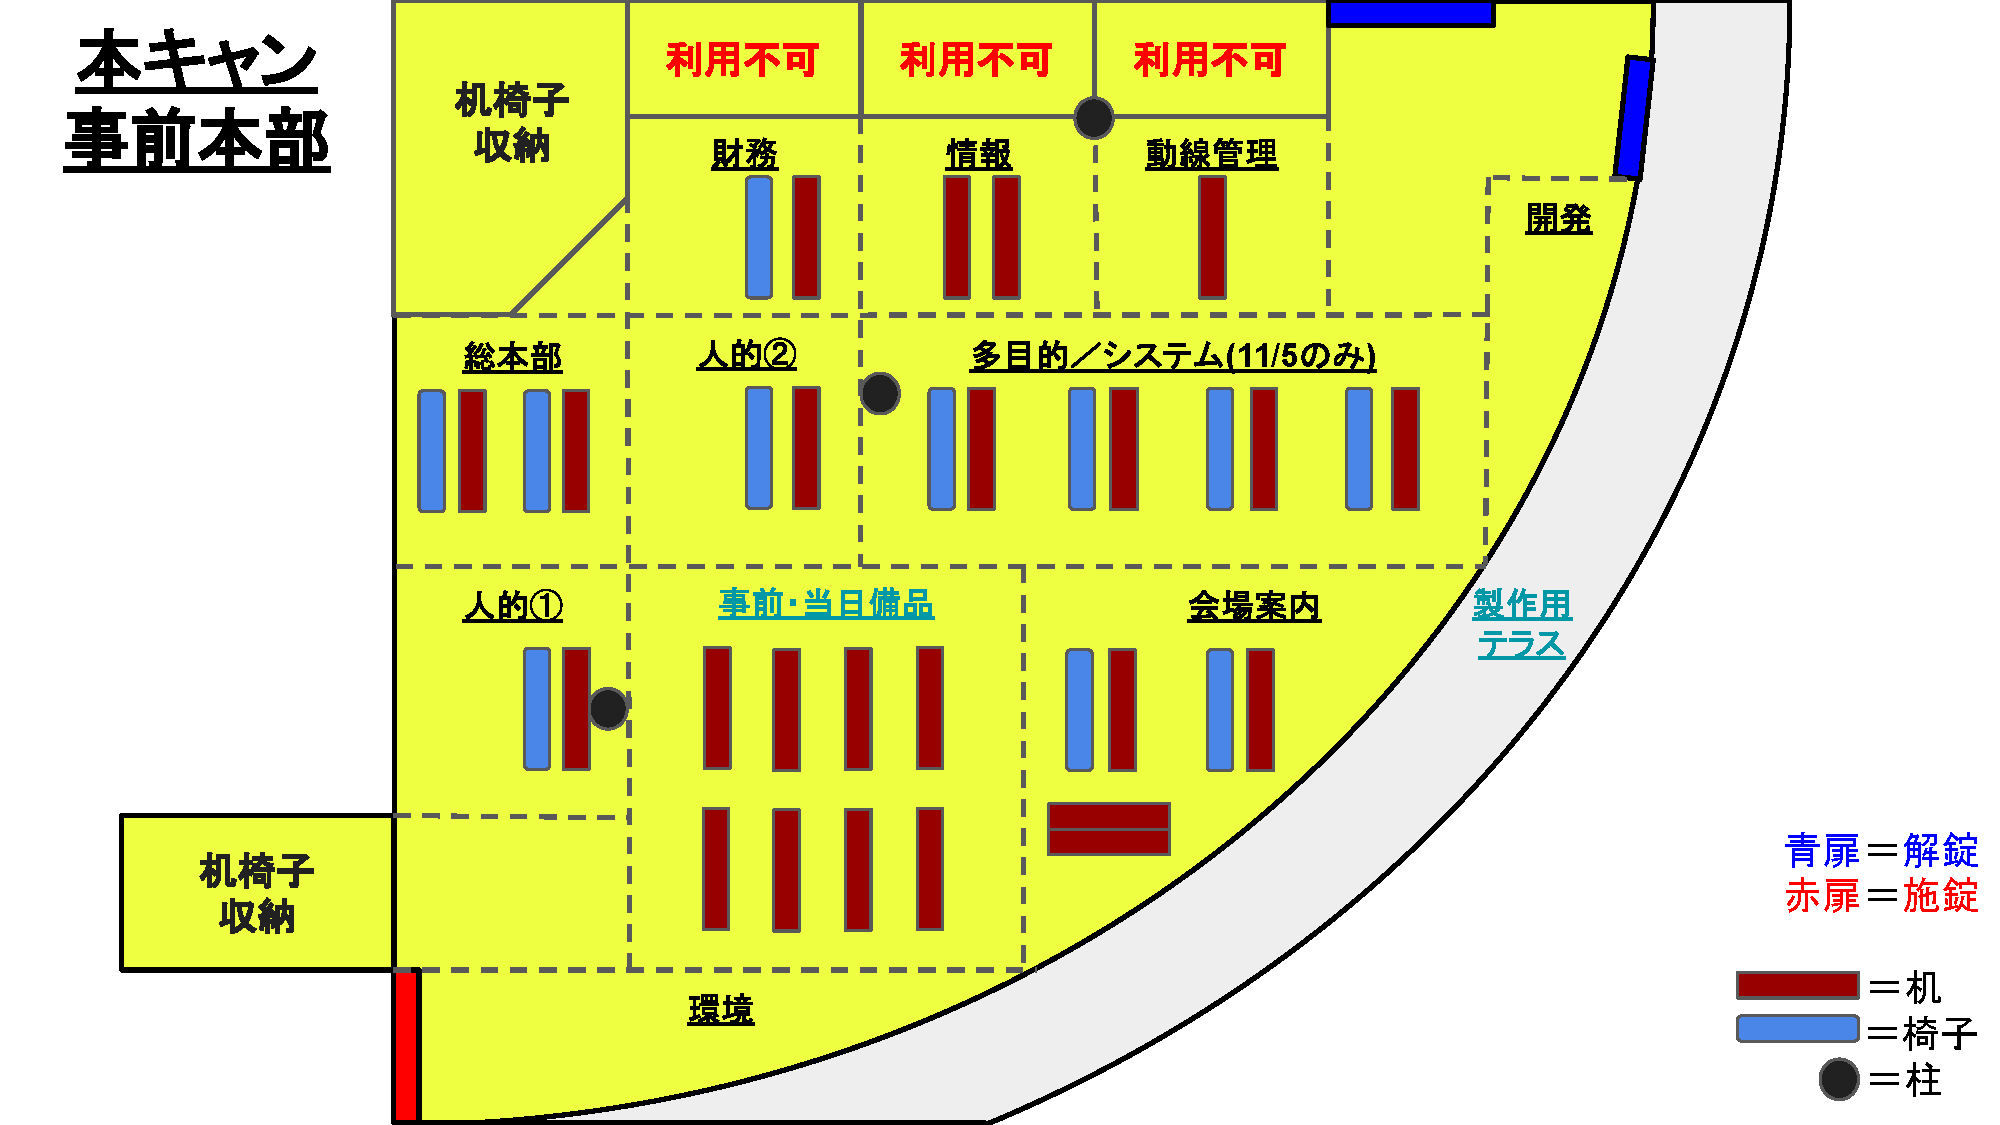 本キャン
事前本部
机椅子
収納
利用不可
利用不可
利用不可
財務
情報
動線管理
開発
総本部
人的②
多目的／システム(11/5のみ)
人的①
事前・当日備品
会場案内
製作用
テラス
机椅子
収納
環境
青扉＝解錠
赤扉＝施錠
＝机
＝椅子
＝柱